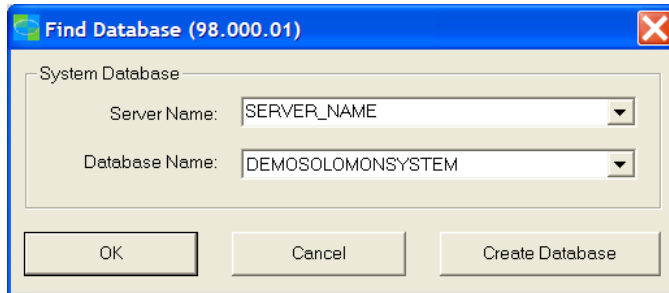 Find Database (98.000.01)
System Database
Server Name: SERVER_NAME
Database Name: DEMOSOLOMONSYSTEM
OK Cancel Create Database